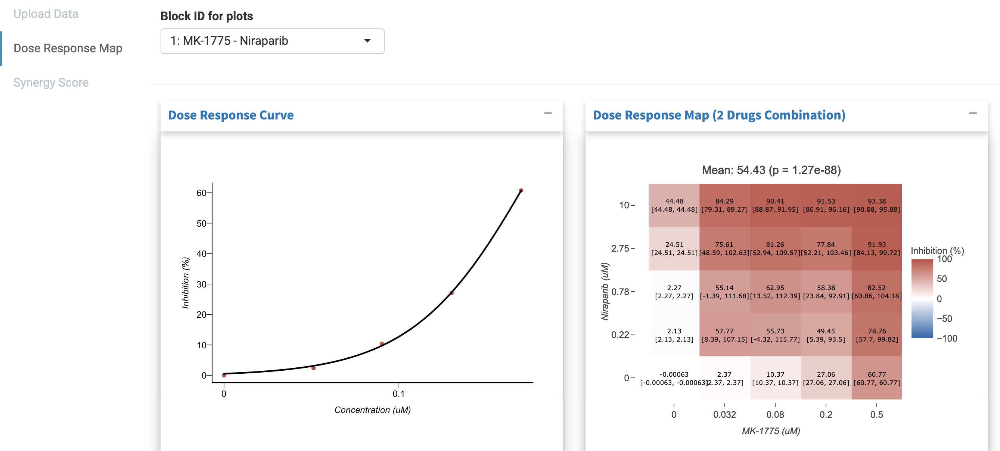 Upload Data
Dose Response Map
Synergy Score
Block ID for plots
1: MK-1775 - Niraparib
Dose Response Curve
60
50
40
30
20
10
0
Inhibition (%)
0 0.1
Concentration (uM)
Dose Response Map (2 Drugs Combination)
Mean: 54.43 (p = 1.27e-88)
Niraparib (uM)
10
44.48 84.29 90.41 91.53 93.38
[44.48, 44.48] [79.31, 89.27] [88.87, 91.95] [86.91, 96.16] [90.88, 95.88]
2.75
24.51 75.61 81.26 77.84 91.93
[24.51, 24.51] [48.59, 102.63] [52.94, 109.57] [52.21, 103.46] [84.13, 99.72]
0.78
2.27 55.14 62.95 58.38 82.52
[2.27, 2.27] [-1.39, 111.68] [13.52, 112.39] [23.84, 92.91] [60.86, 104.18]
0.22
2.13 57.77 55.73 49.45 78.76
[2.13, 2.13] [8.39, 107.15] [-4.32, 115.77] [5.39, 93.5] [57.7, 99.82]
0
-0.00063 2.37 10.37 27.06 60.77
[-0.00063, -0.00063] [2.37, 2.37] [10.37, 10.37] [27.06, 27.06] [60.77, 60.77]
0 0.032 0.08 0.2 0.5
MK-1775 (uM)
Inhibition (%)
100
50
0
−50
−100